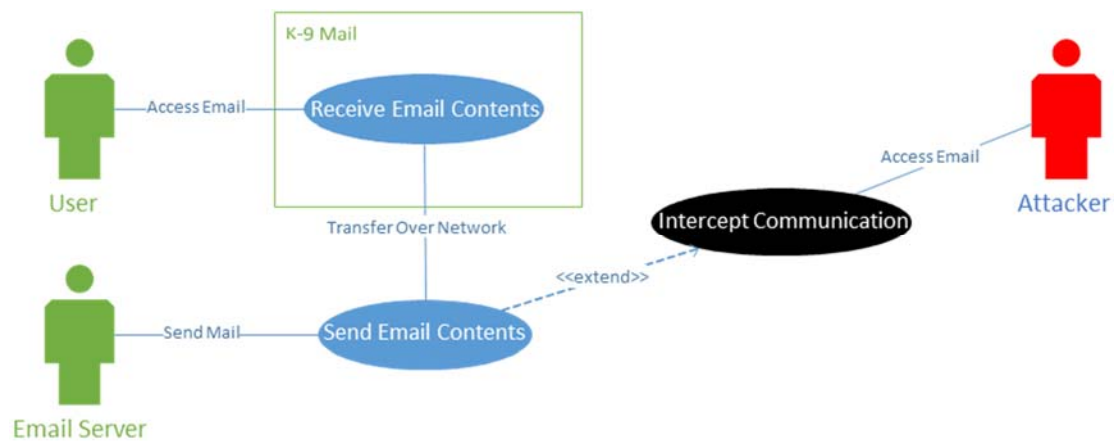 K-9 Mail
Access Email
Receive Email Contents
User
Access Email
Attacker
Intercept Communication
Transfer Over Network
<<extend>>
Send Mail
Send Email Contents
Email Server